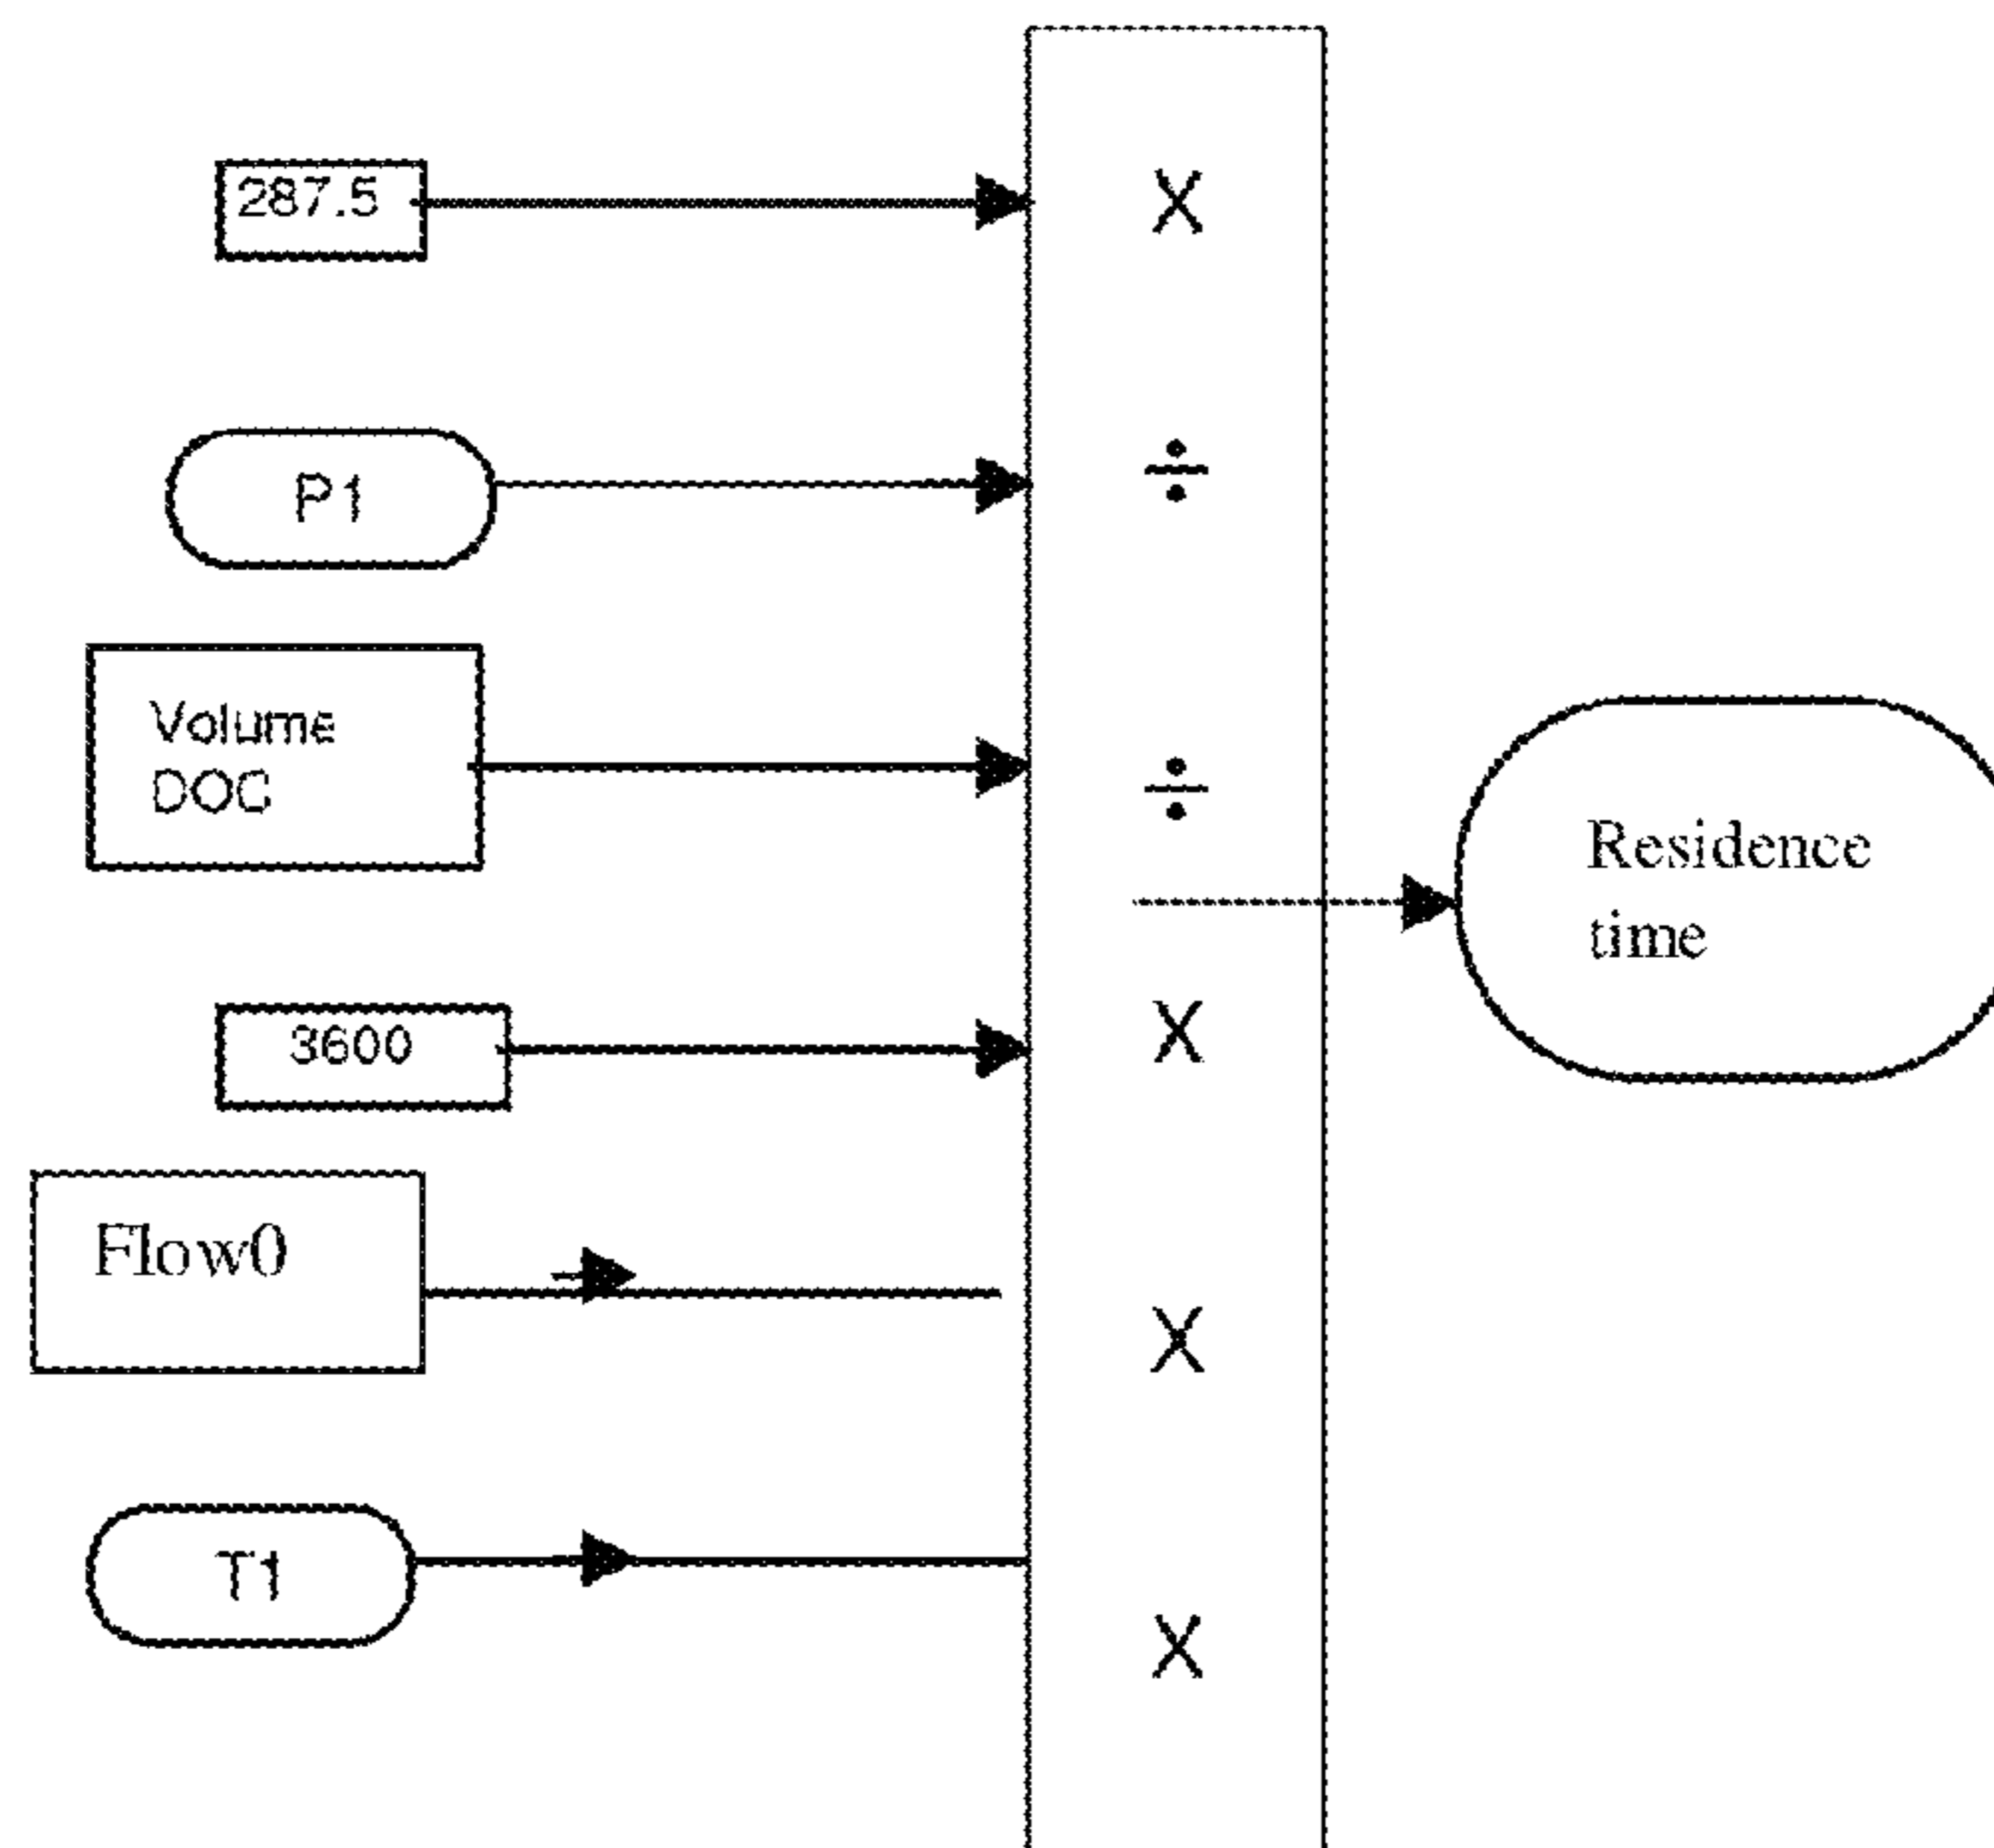 287.5
X
P1
÷
Volume
DOC
÷
Residence
time
3600
X
Flow0
X
T1
X